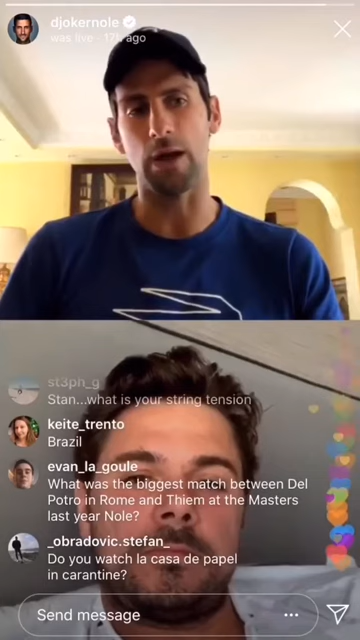 djokernole
was live · 17h ago
st3ph_g
Stan...what is your string tension
keite_trento
Brazil
evan_la_goule
What was the biggest match between Del
Potro in Rome and Thiem at the Masters
last year Nole?
_obradovic.stefan_
Do you watch la casa de papel
in carantine?
Send message